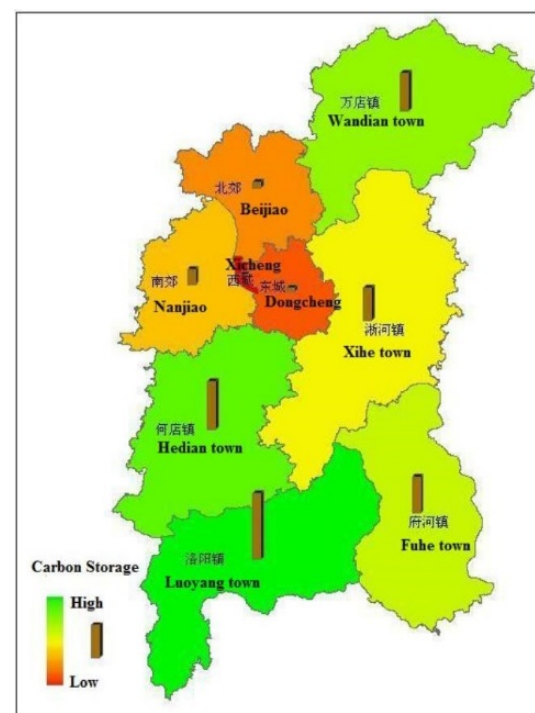 万店镇
Wandian town
北郊
Beijiao
Xicheng
西城
东城
Dongcheng
南郊
Nanjiao
淅河镇
Xihe town
何店镇
Hedian town
府河镇
Fuhe town
洛阳镇
Luoyang town
Carbon Storage
High
Low